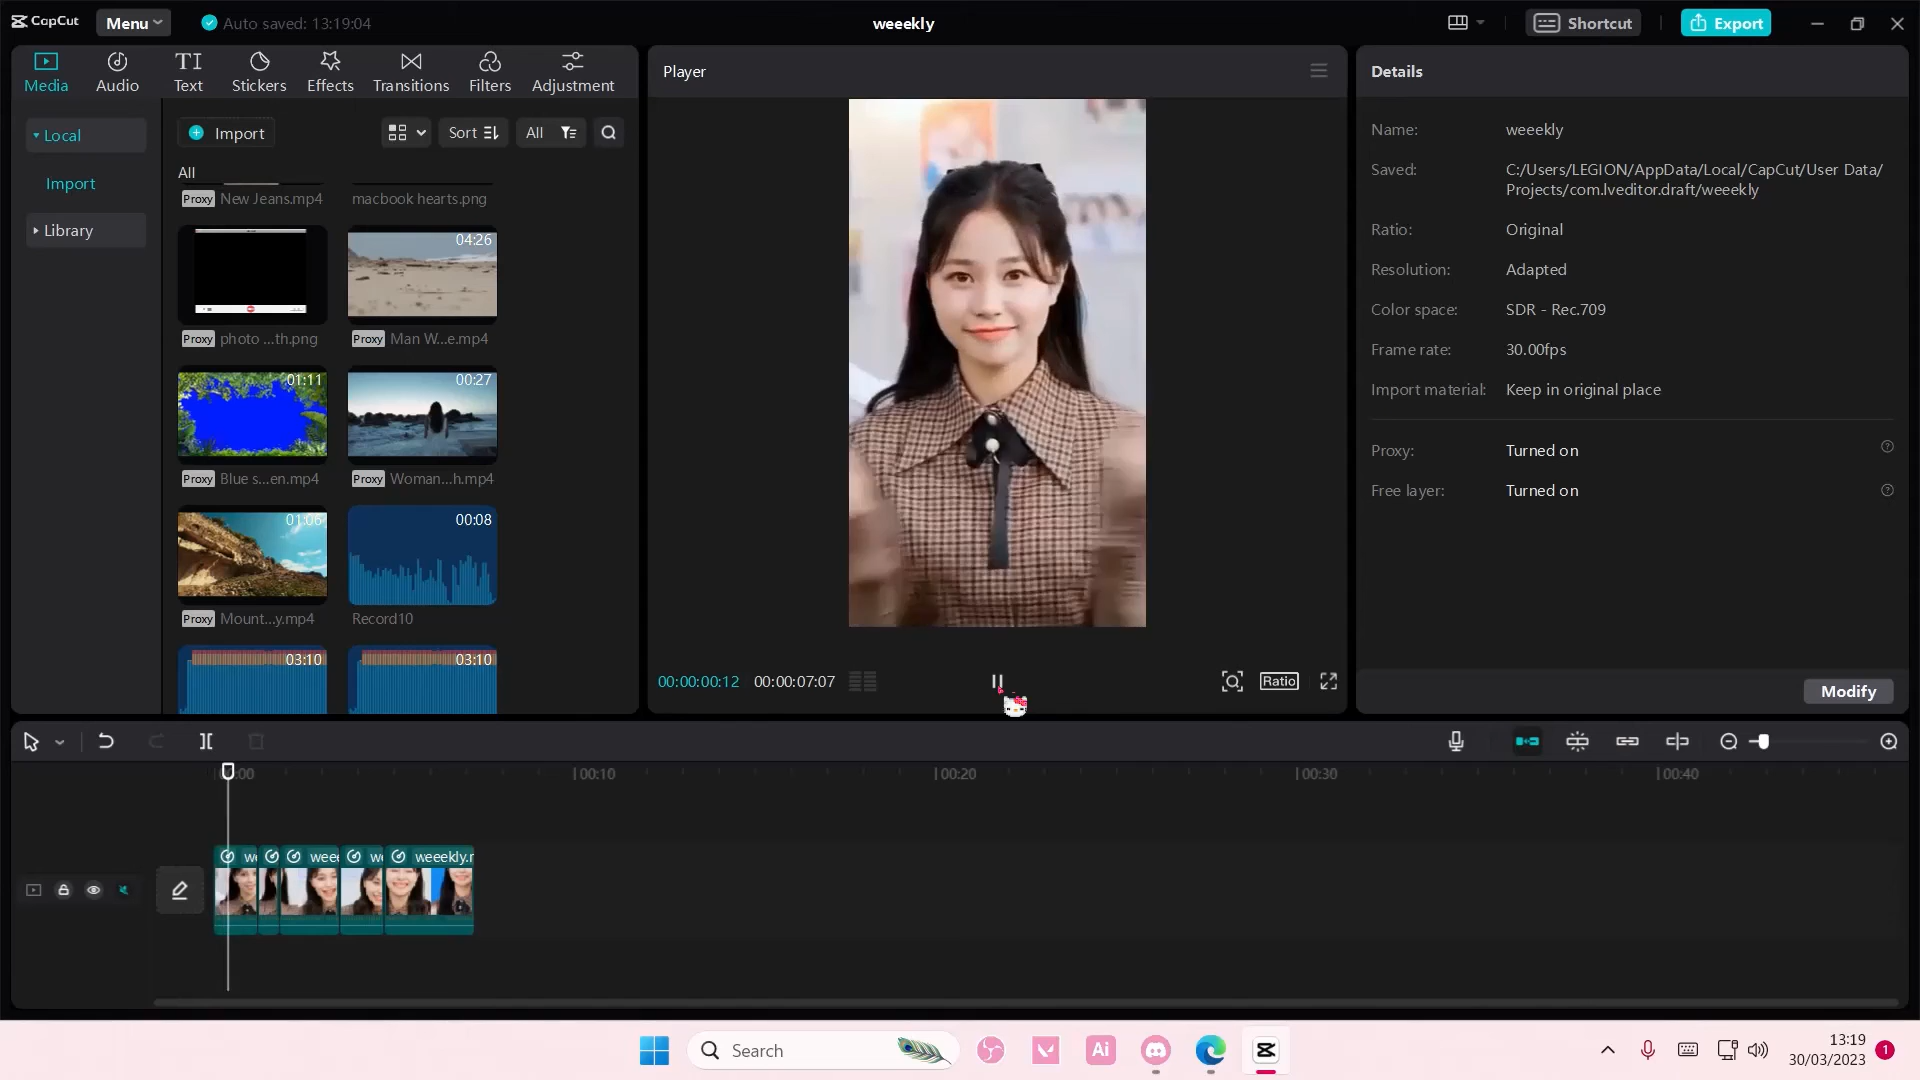 CapCut
Menu
Auto saved: 13:19:04
weeekly
Shortcut
Export
Media
Audio
TI
Text
Stickers
Effects
Transitions
Filters
Adjustment
Local
Import
Library
Import
Sort
All
All
Proxy New Jeans.mp4
macbook hearts.png
Proxy photo ...th.png
04:26
Proxy Man W...e.mp4
01:11
Proxy Blue s...en.mp4
00:27
Proxy Woman...h.mp4
01:06
Proxy Mount...y.mp4
00:08
Record10
03:10
03:10
Player
00:00:00:12
00:00:07:07
Ratio
Details
Name: weeekly
Saved: C:/Users/LEGION/AppData/Local/CapCut/User Data/
Projects/com.lveditor.draft/weeekly
Ratio: Original
Resolution: Adapted
Color space: SDR - Rec.709
Frame rate: 30.00fps
Import material: Keep in original place
Proxy: Turned on
Free layer: Turned on
Modify
00:10
00:20
00:30
00:40
weeekly.
Search
Ai
13:19
30/03/2023
1